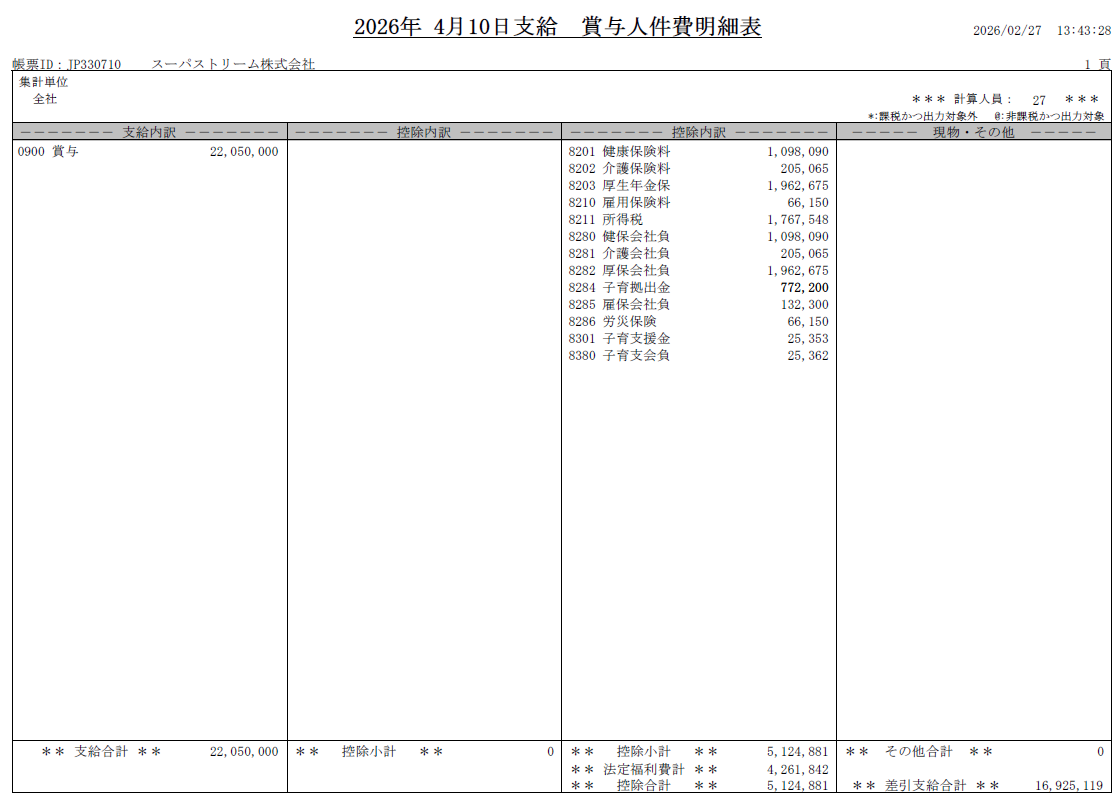 2026年 4月10日支給　賞与人件費明細表
2026/02/27 13:43:28
帳票ID：JP330710　スーパストリーム株式会社
1 頁
集計単位
全社
＊＊＊ 計算人員： 27 ＊＊＊
*:課税かつ出力対象外 @:非課税かつ出力対象
－－－－－－－ 支給内訳 －－－－－－－
－－－－－－－ 控除内訳 －－－－－－－
－－－－－－－ 控除内訳 －－－－－－－
－－－－－ 現物・その他 －－－－－
0900 賞与 22,050,000
8201 健康保険料 1,098,090
8202 介護保険料 205,065
8203 厚生年金保 1,962,675
8210 雇用保険料 66,150
8211 所得税 1,767,548
8280 健保会社負 1,098,090
8281 介護会社負 205,065
8282 厚保会社負 1,962,675
8284 子育拠出金 772,200
8285 雇保会社負 132,300
8286 労災保険 66,150
8301 子育支援金 25,353
8380 子育支会負 25,362
＊＊ 支給合計 ＊＊ 22,050,000
＊＊ 控除小計 ＊＊ 0
＊＊ 控除小計 ＊＊ 5,124,881
＊＊ その他合計 ＊＊ 0
＊＊ 法定福利費計 ＊＊ 4,261,842
＊＊ 控除合計 ＊＊ 5,124,881
＊＊ 差引支給合計 ＊＊ 16,925,119